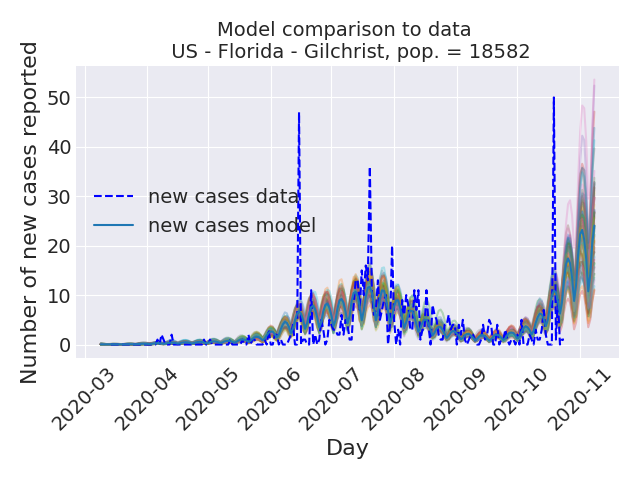 Model comparison to data
US - Florida - Gilchrist, pop. = 18582
Number of new cases reported
50
40
30
20
10
0
new cases data
new cases model
2020-03
2020-04
2020-05
2020-06
2020-07
2020-08
2020-09
2020-10
2020-11
Day